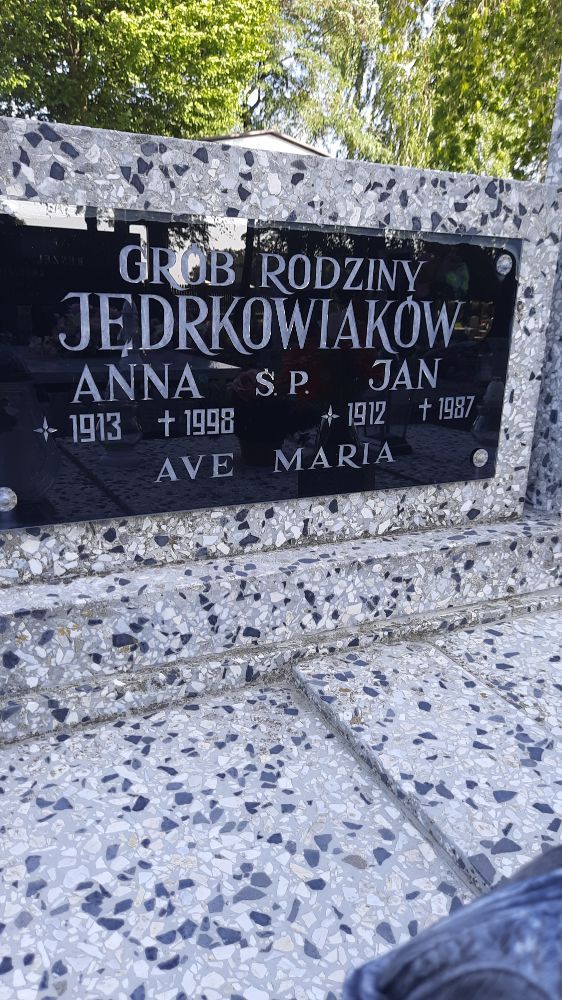 GRÓB RODZINY
JĘDRKOWIAKÓW
ANNA Ś.P. JAN
1913 † 1998 1912 † 1987
AVE MARIA